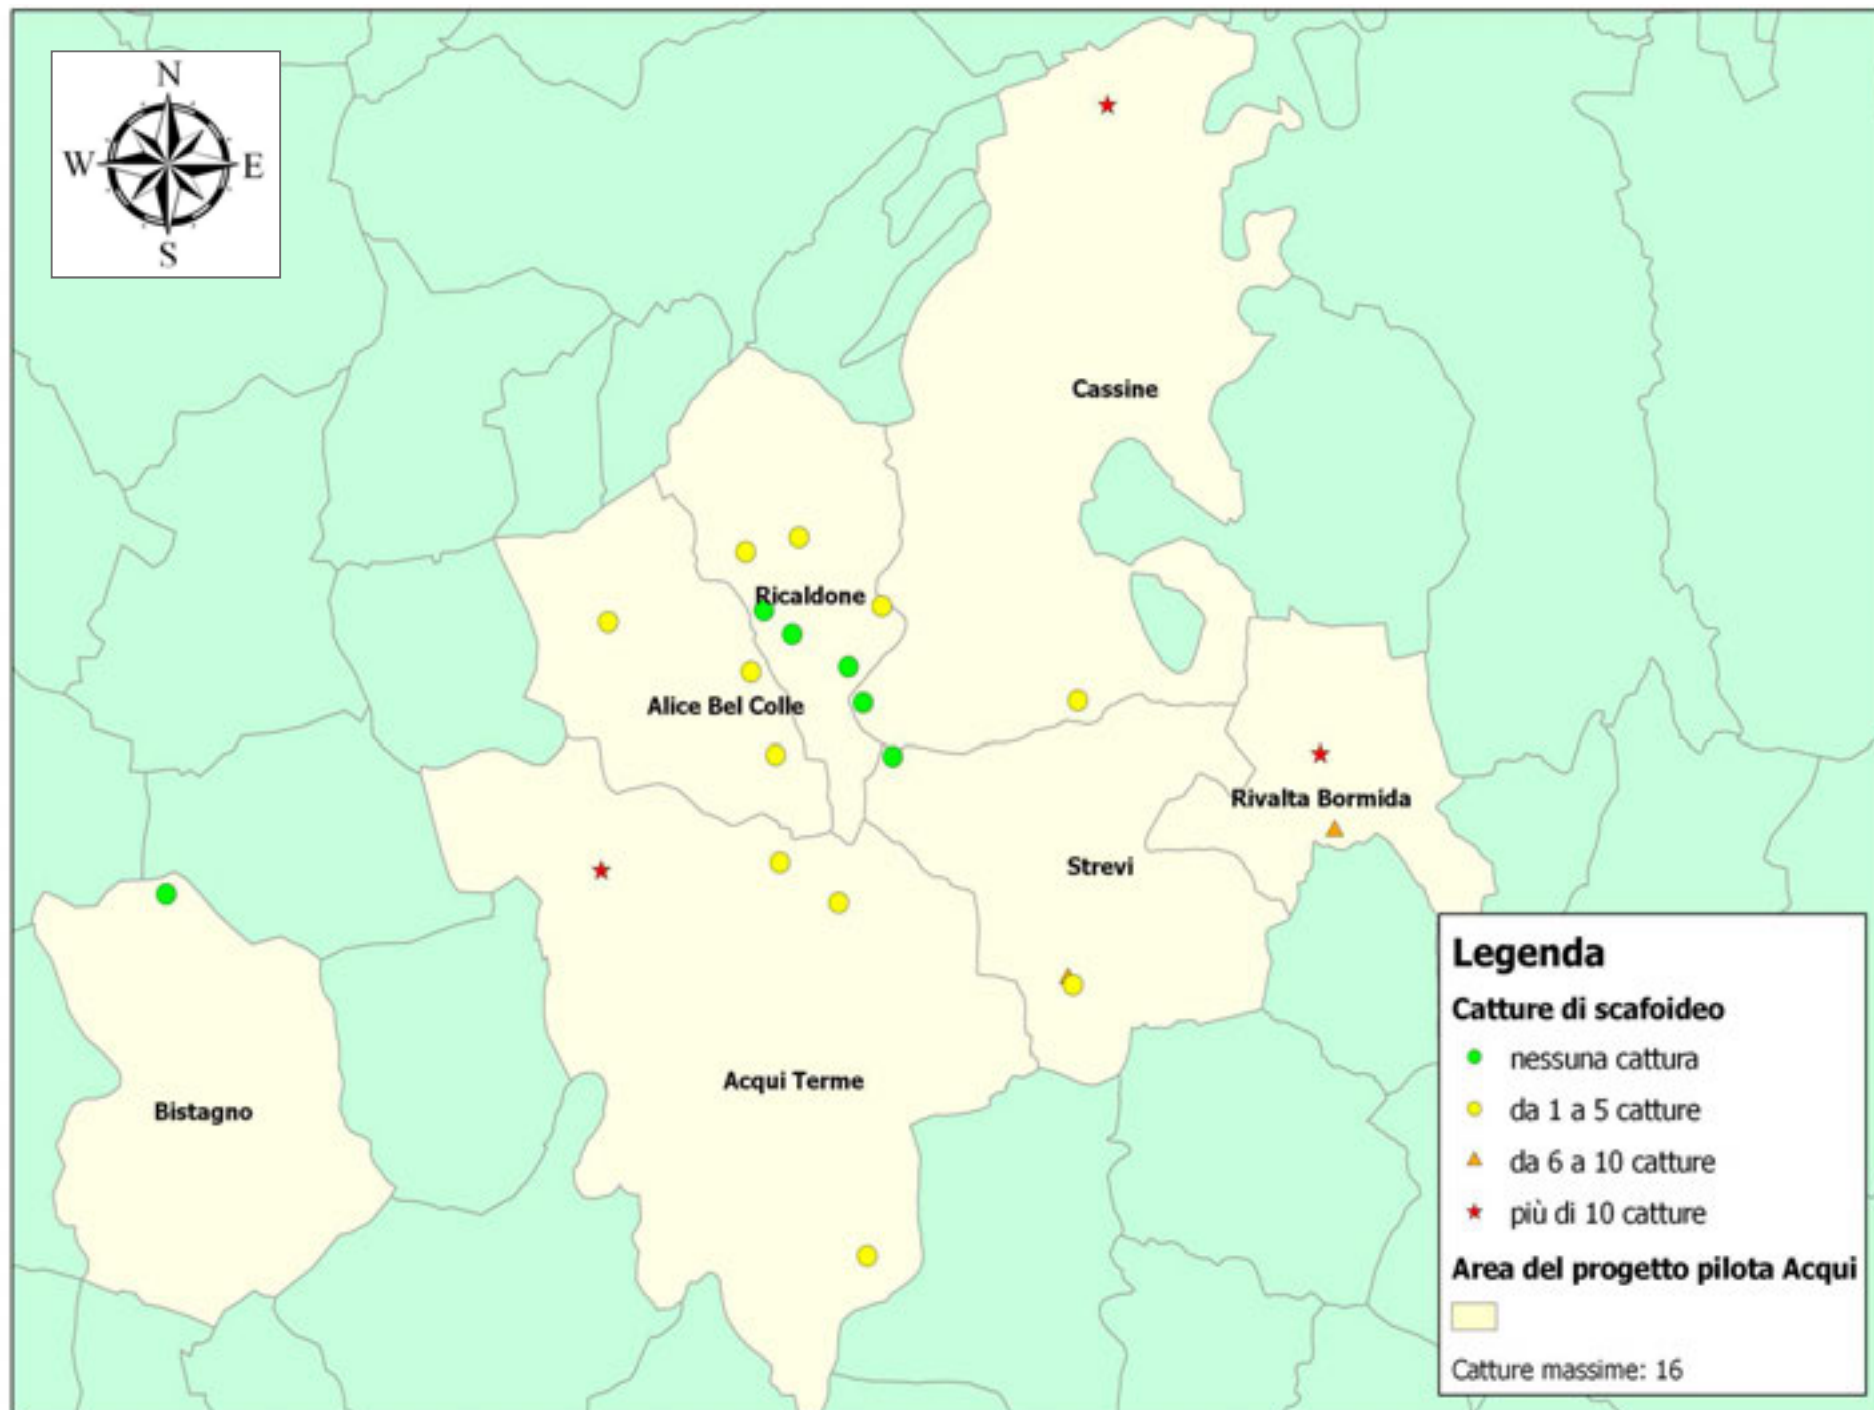 N
W E
S
Cassine
Ricaldone
Alice Bel Colle
Rivalta Bormida
Strevi
Acqui Terme
Bistagno
Legenda
Catture di scafoideo
nessuna cattura
da 1 a 5 catture
da 6 a 10 catture
più di 10 catture
Area del progetto pilota Acqui
Catture massime: 16